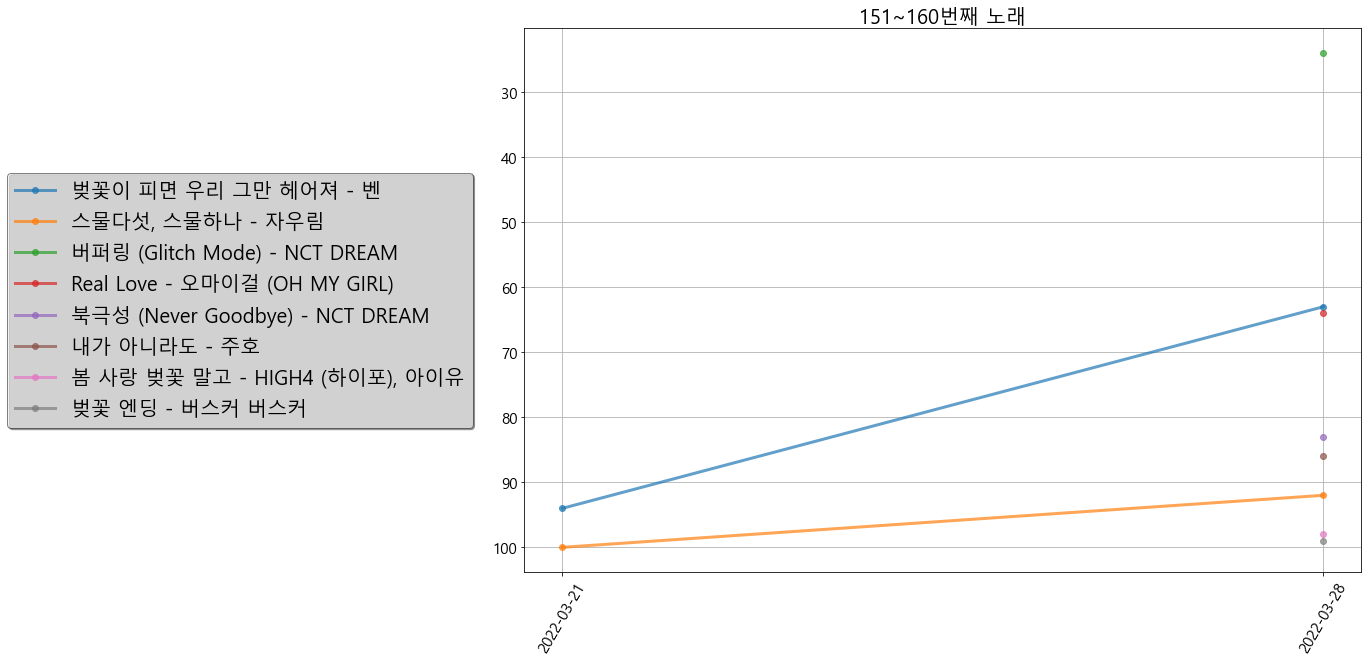 151~160번째 노래
벚꽃이 피면 우리 그만 헤어져 - 벤
스물다섯, 스물하나 - 자우림
버퍼링 (Glitch Mode) - NCT DREAM
Real Love - 오마이걸 (OH MY GIRL)
북극성 (Never Goodbye) - NCT DREAM
내가 아니라도 - 주호
봄 사랑 벚꽃 말고 - HIGH4 (하이포), 아이유
벚꽃 엔딩 - 버스커 버스커
30
40
50
60
70
80
90
100
2022-03-21
2022-03-28